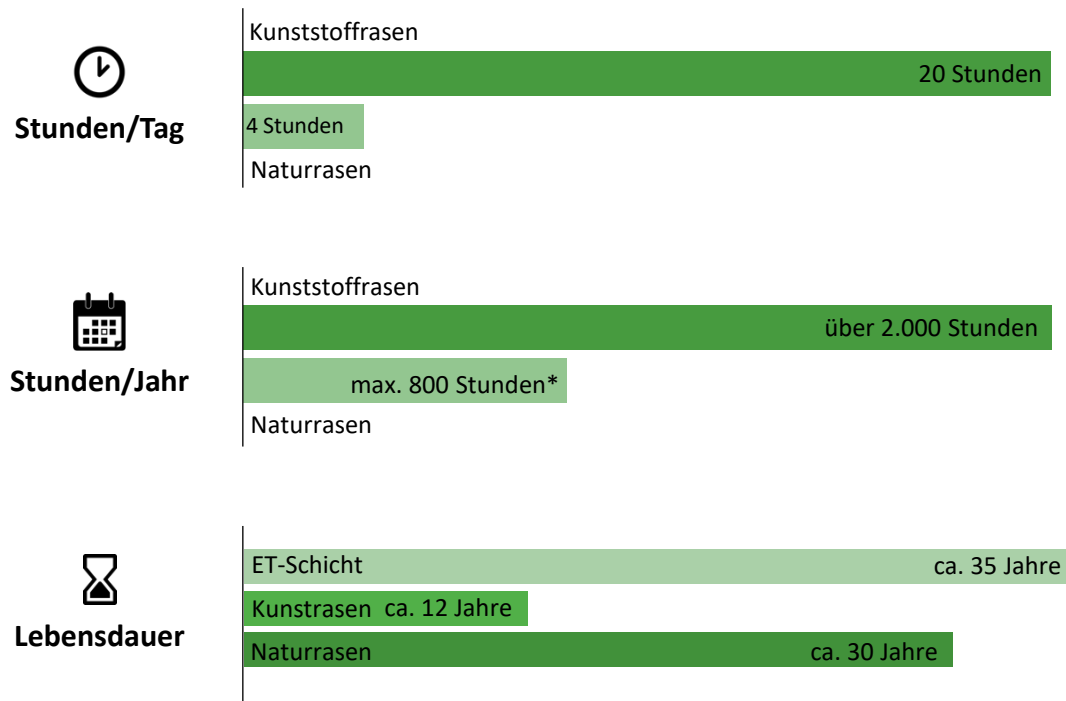 Kunststoffrasen
20 Stunden
Stunden/Tag
4 Stunden
Naturrasen
Kunststoffrasen
über 2.000 Stunden
Stunden/Jahr
max. 800 Stunden*
Naturrasen
ET-Schicht ca. 35 Jahre
Kunstrasen ca. 12 Jahre
Lebensdauer
Naturrasen ca. 30 Jahre